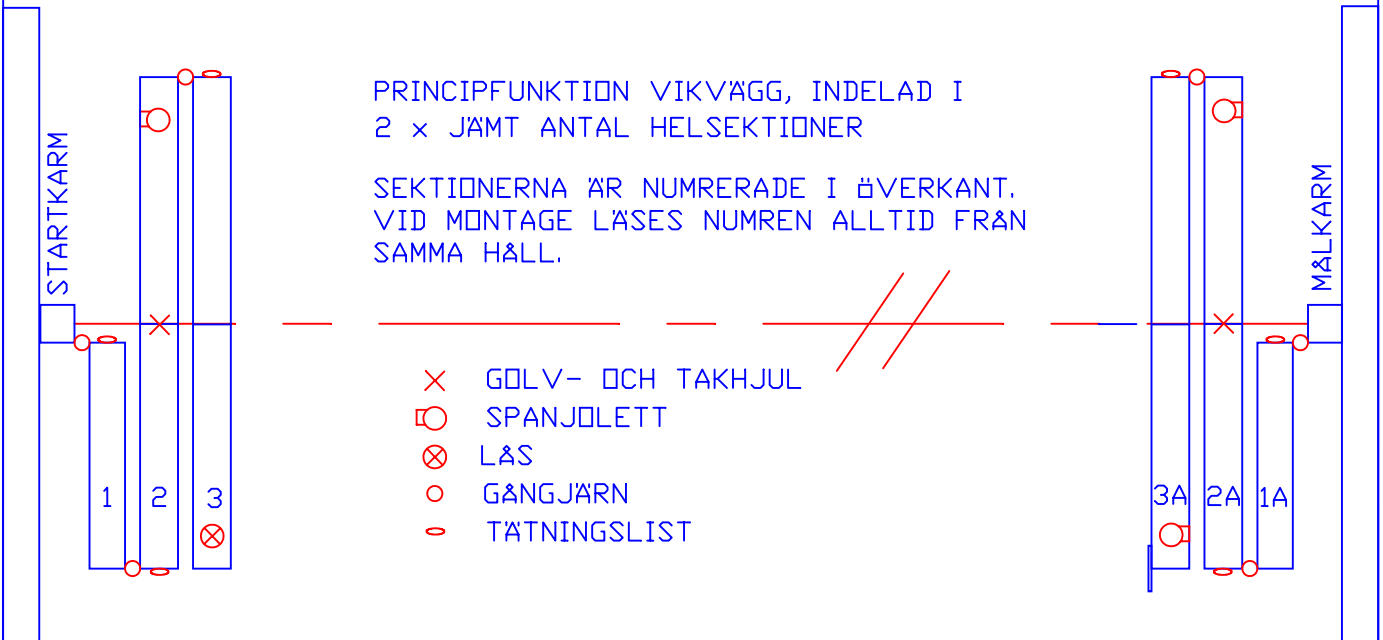 PRINCIPFUNKTION VIKVÄGG, INDELAD I
2 x JÄMT ANTAL HELSEKTIONER
SEKTIONERNA ÄR NUMRERADE I ÖVERKANT.
VID MONTAGE LÄSES NUMREN ALLTID FRÅN
SAMMA HÅLL.
STARTKARM
MÅLKARM
GOLV- OCH TAKHJUL
SPANJOLETT
LÅS
GÅNGJÄRN
TÄTNINGSLIST
1 2 3
3A 2A 1A